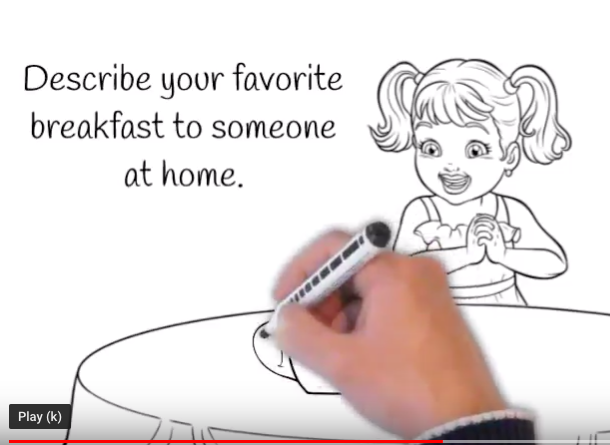 Describe your favorite
breakfast to someone
at home.
Play (k)